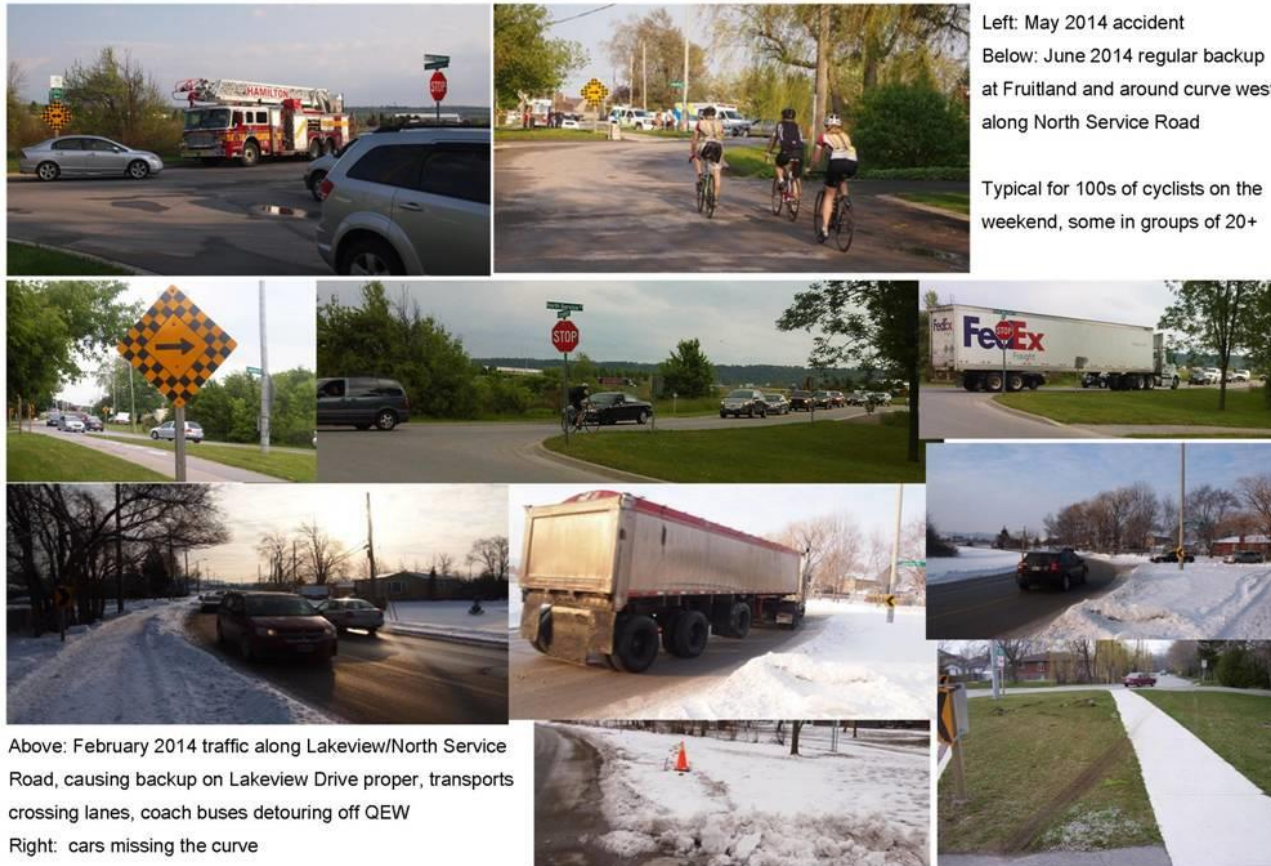 Left: May 2014 accident
Below: June 2014 regular backup
at Fruitland and around curve west
along North Service Road
Typical for 100s of cyclists on the
weekend, some in groups of 20+
HAMILTON
STOP
North Service
STOP
FedEx
FedEx
Freight
STOP
Above: February 2014 traffic along Lakeview/North Service
Road, causing backup on Lakeview Drive proper, transports
crossing lanes, coach buses detouring off QEW
Right: cars missing the curve